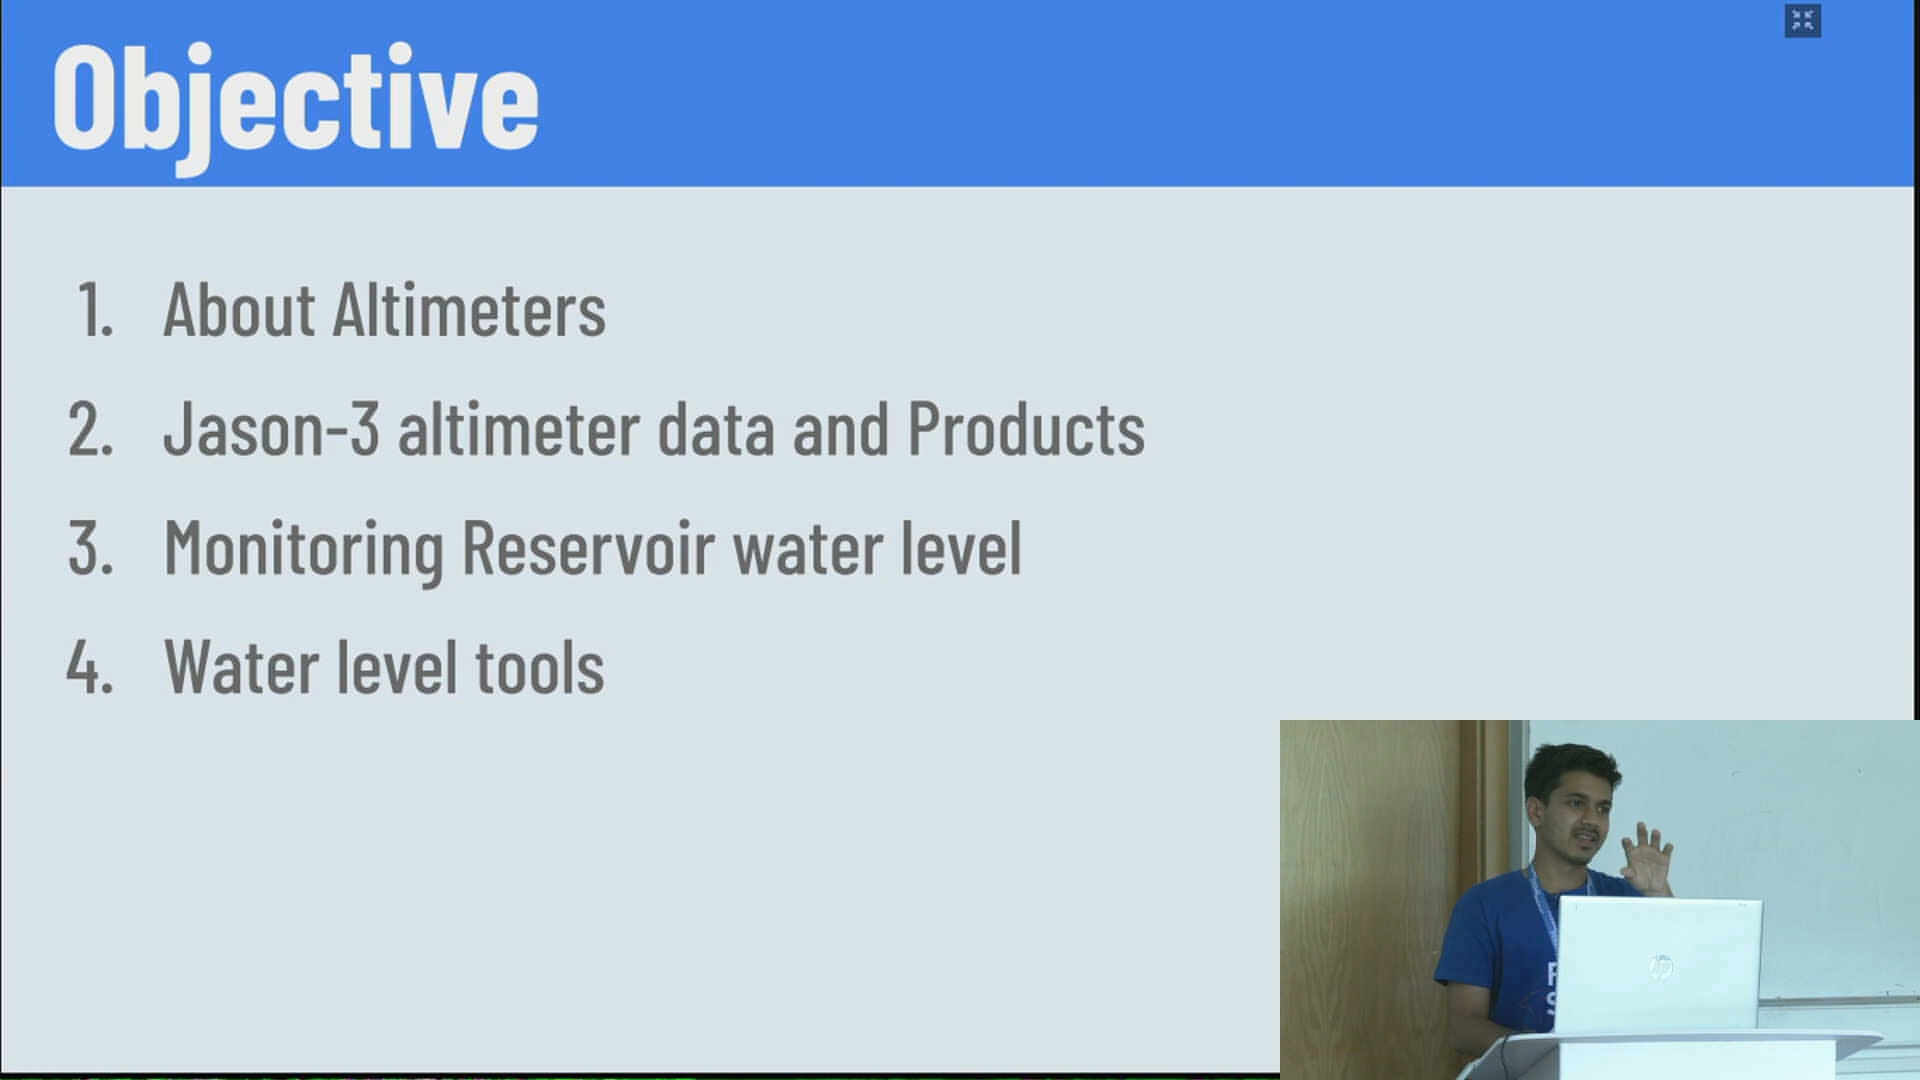 Objective
1. About Altimeters
2. Jason-3 altimeter data and Products
3. Monitoring Reservoir water level
4. Water level tools
hp